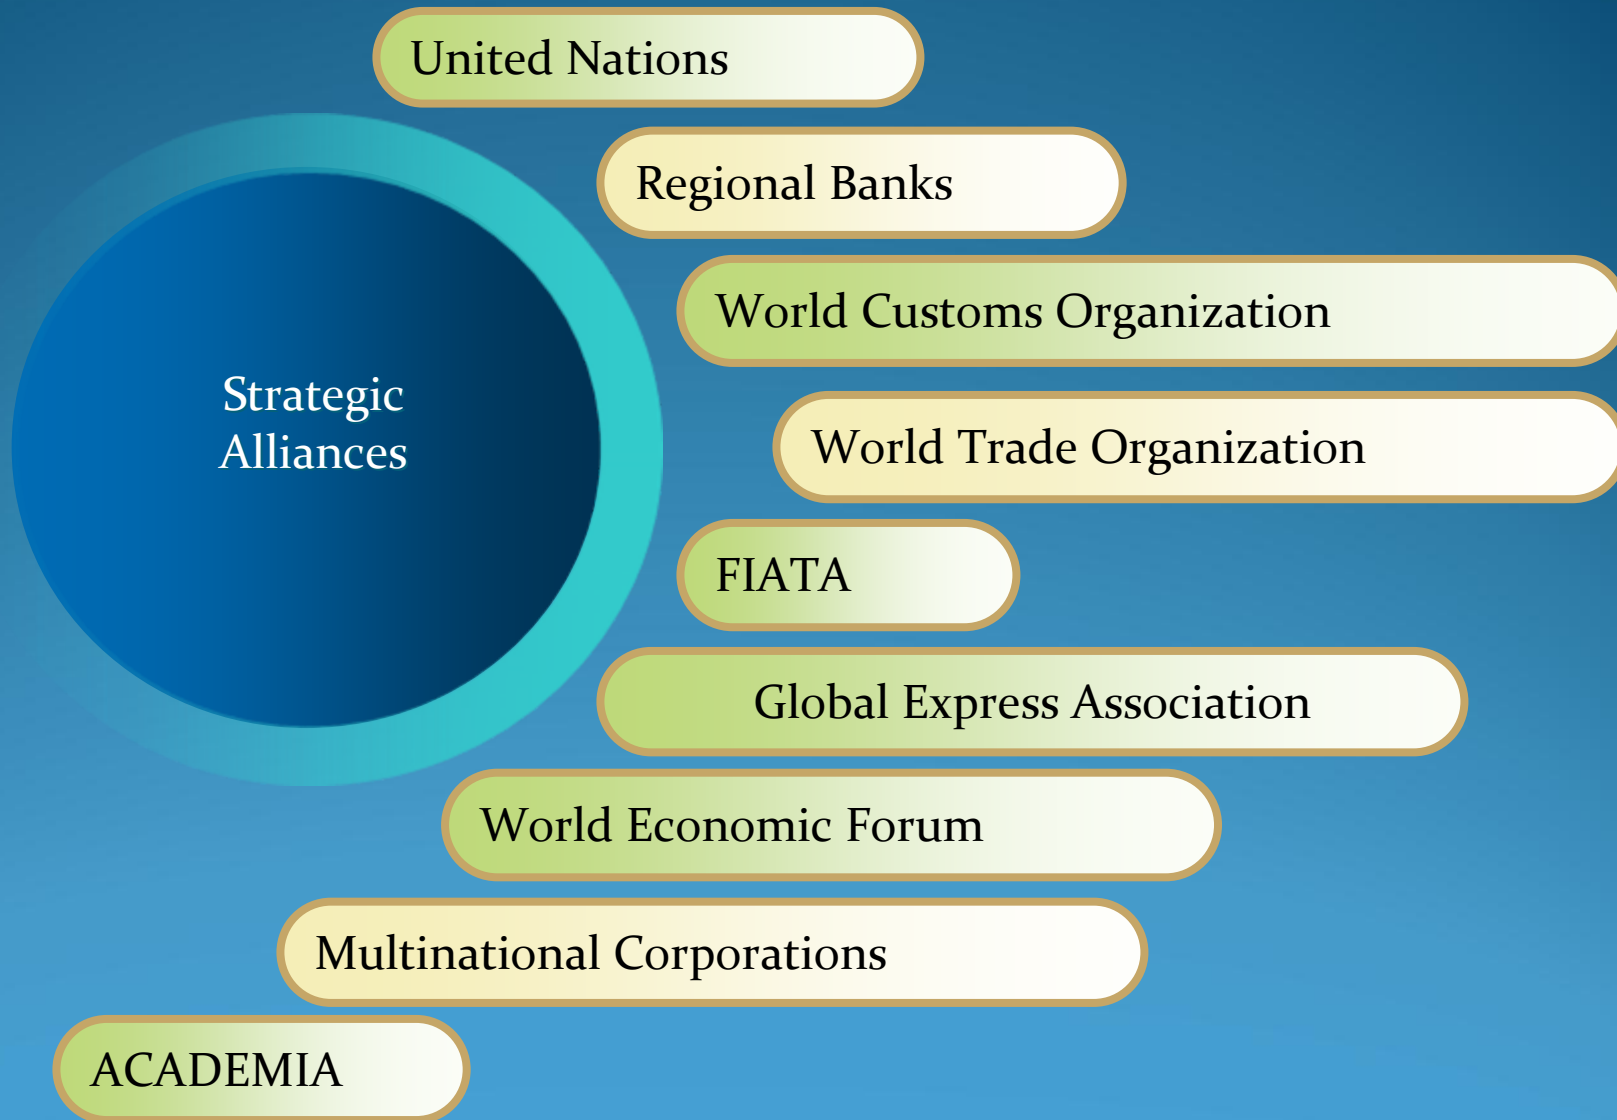 United Nations
Regional Banks
World Customs Organization
Strategic
Alliances
World Trade Organization
FIATA
Global Express Association
World Economic Forum
Multinational Corporations
ACADEMIA